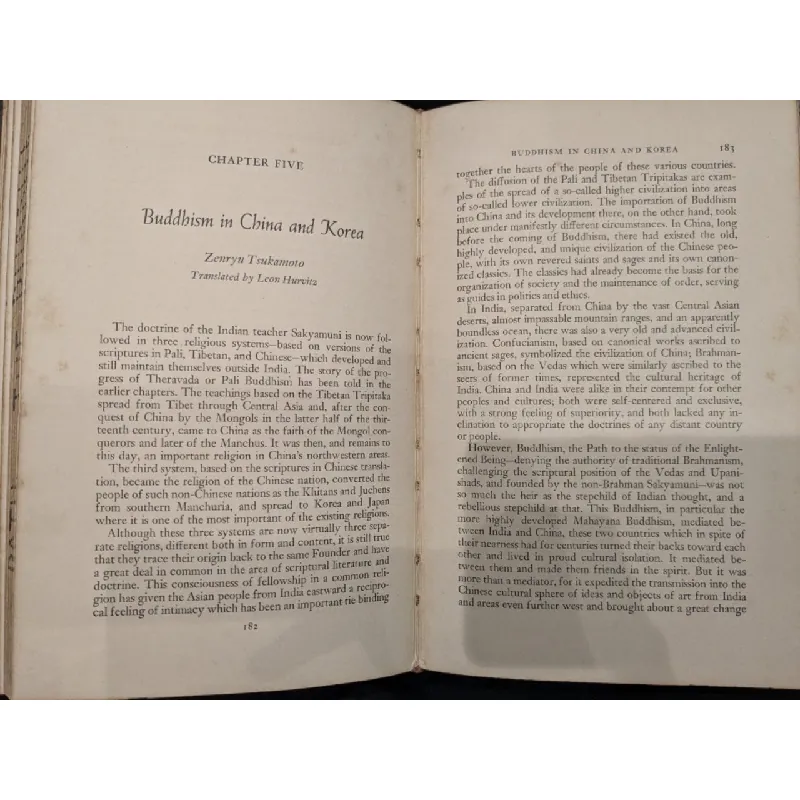 CHAPTER FIVE
Buddhism in China and Korea
Zenryu Tsukamoto
Translated by Leon Hurvitz
The doctrine of the Indian teacher Sakyamuni is now fol-
lowed in three religious systems—based on versions of the
scriptures in Pali, Tibetan, and Chinese—which developed and
still maintain themselves outside India. The story of the pro-
gress of Theravada or Pali Buddhism has been told in the
earlier chapters. The teachings based on the Tibetan Tripitaka
spread from Tibet through Central Asia and, after the con-
quest of China by the Mongols in the latter half of the thir-
teenth century, came to China as the faith of the Mongol con-
querors and later of the Manchus. It was then, and remains to
this day, an important religion in China's northwestern areas.
The third system, based on the scriptures in Chinese transla-
tion, became the religion of the Chinese nation, converted the
people of such non-Chinese nations as the Khitans and Juchens
from southern Manchuria, and spread to Korea and Japan
where it is one of the most important of the existing religions.
Although these three systems are now virtually three sepa-
rate religions, different both in form and content, it is still true
that they trace their origin back to the same Founder and have
a great deal in common in the area of scriptural literature and
doctrine. This consciousness of fellowship in a common reli-
gion has given the Asian people from India eastward a recipro-
cal feeling of intimacy which has been an important tie binding
182
BUDDHISM IN CHINA AND KOREA 183
together the hearts of the people of these various countries.
The diffusion of the Pali and Tibetan Tripitakas are exam-
ples of the spread of a so-called higher civilization into areas
of so-called lower civilization. The importation of Buddhism
into China and its development there, on the other hand, took
place under manifestly different circumstances. In China, long
before the coming of Buddhism, there had existed the old,
highly developed, and unique civilization of the Chinese peo-
ple, with its own revered saints and sages and its own canon-
ized classics. The classics had already become the basis for the
organization of society and the maintenance of order, serving
as guides in politics and ethics.
In India, separated from China by the vast Central Asian
deserts, almost impassable mountain ranges, and an apparently
boundless ocean, there was also a very old and advanced civil-
ization. Confucianism, based on canonical works ascribed to
ancient sages, symbolized the civilization of China; Brahman-
ism, based on the Vedas which were similarly ascribed to the
seers of former times, represented the cultural heritage of
India. China and India were alike in their contempt for other
peoples and cultures; both were self-centered and exclusive,
with a strong feeling of superiority, and both lacked any in-
clination to appropriate the doctrines of any distant country
or people.
However, Buddhism, the Path to the status of the Enlight-
ened Being—denying the authority of traditional Brahmanism,
challenging the scriptural position of the Vedas and Upani-
shads, and founded by the non-Brahman Sakyamuni—was not
so much the heir as the stepchild of Indian thought, and a
rebellious stepchild at that. This Buddhism, in particular the
more highly developed Mahayana Buddhism, mediated be-
tween India and China, these two countries which in spite of
their nearness had for centuries turned their backs toward each
other and lived in proud cultural isolation. It mediated be-
tween them and made them friends in the spirit. But it was
more than a mediator, for it expedited the transmission into the
Chinese cultural sphere of ideas and objects of art from India
and areas even further west and brought about a great change